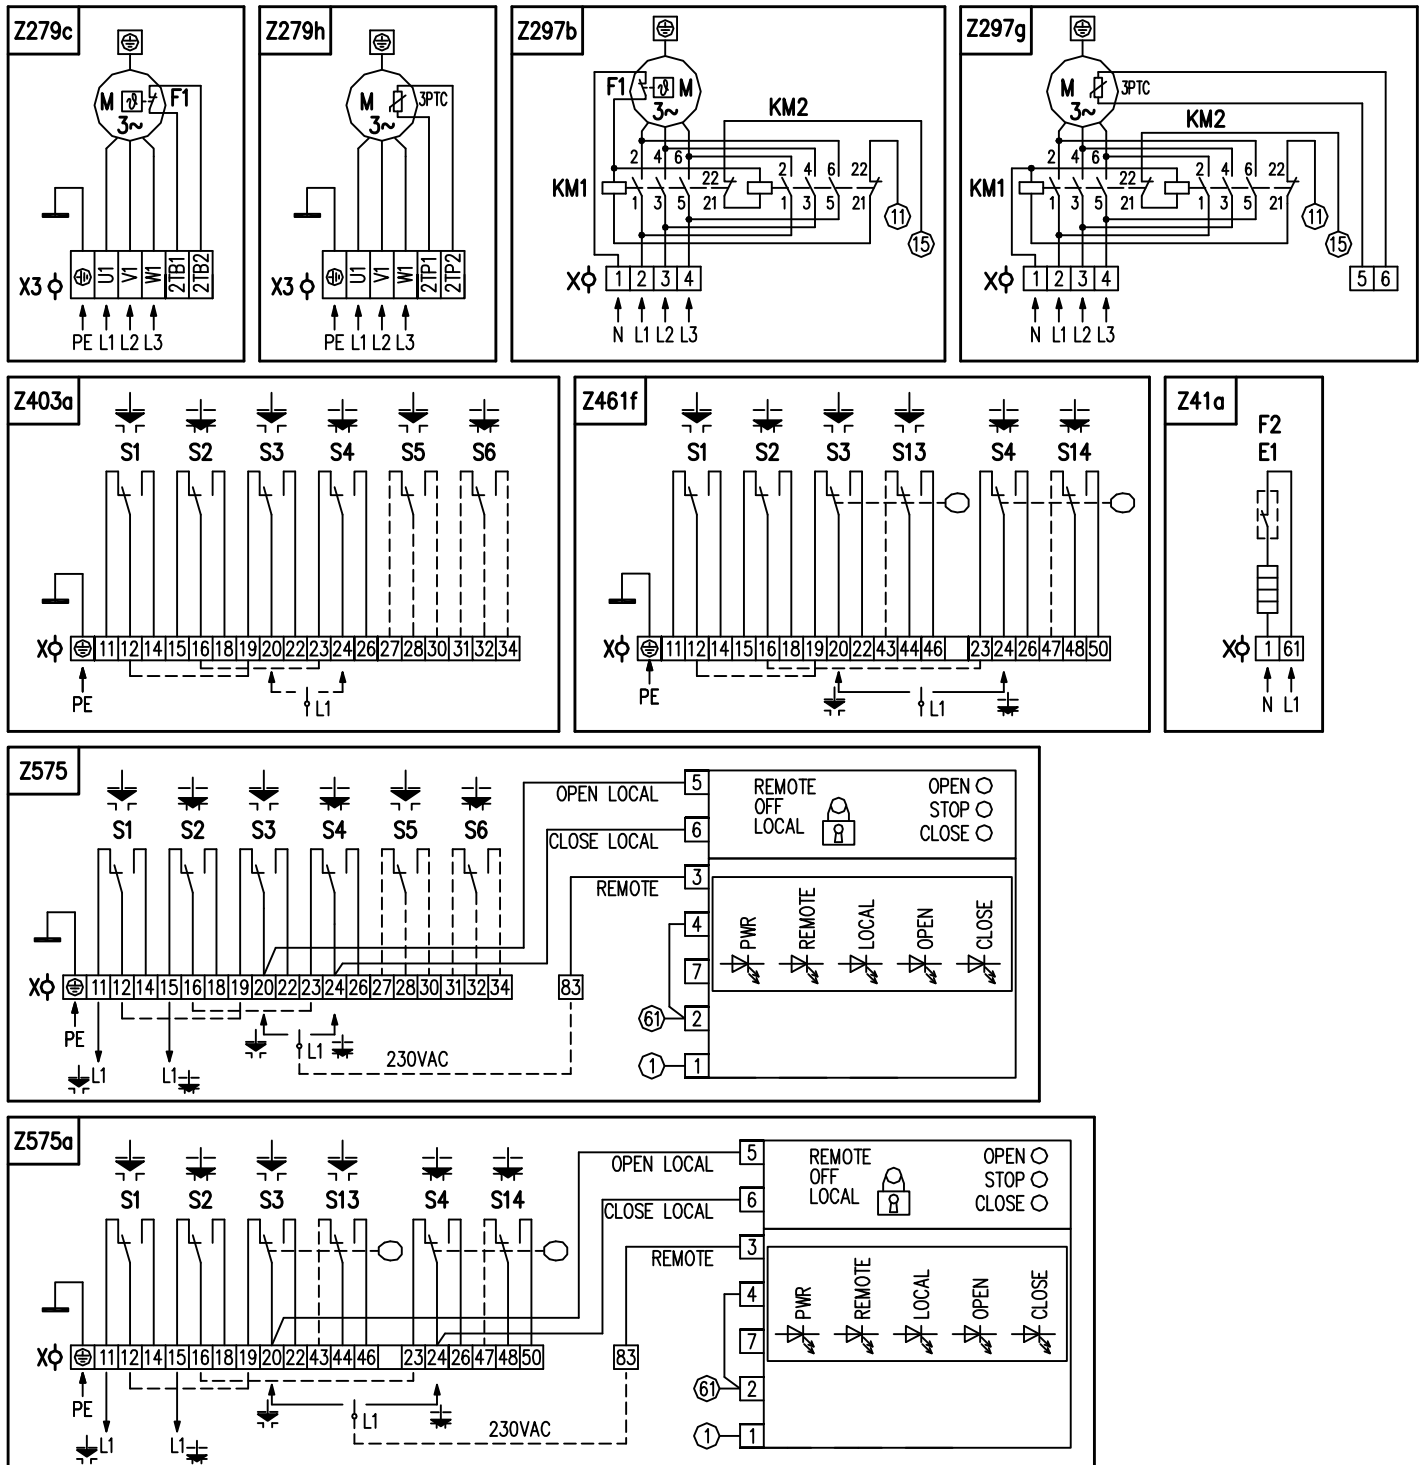 Z279c
M
F1
3~
X3
U1
V1
W1
2TB1
2TB2
PE L1 L2 L3
Z279h
M
3PTC
3~
X3
U1
V1
W1
2TP1
2TP2
PE L1 L2 L3
Z297b
F1
M
3~
KM2
2 4 6 22 2 4 6 22
KM1
1 3 5 21 1 3 5 21
11
15
X 1 2 3 4
N L1 L2 L3
Z297g
M
3PTC
3~
KM2
2 4 6 22 2 4 6 22
KM1
1 3 5 21 1 3 5 21
11
15
X 1 2 3 4 5 6
N L1 L2 L3
Z403a
S1 S2 S3 S4 S5 S6
X 11 12 14 15 16 18 19 20 22 23 24 26 27 28 30 31 32 34
PE
L1
Z461f
S1 S2 S3 S13 S4 S14
X 11 12 14 15 16 18 19 20 22 43 44 46 23 24 26 47 48 50
PE
L1
Z41a
F2
E1
X 1 61
N L1
Z575
S1 S2 S3 S4 S5 S6
X 11 12 14 15 16 18 19 20 22 23 24 26 27 28 30 31 32 34 83
PE
L1 L1
L1
230VAC
OPEN LOCAL 5
CLOSE LOCAL 6
REMOTE 3
4
7
61 2
1 1
REMOTE
OFF
LOCAL
OPEN
STOP
CLOSE
PWR
REMOTE
LOCAL
OPEN
CLOSE
Z575a
S1 S2 S3 S13 S4 S14
X 11 12 14 15 16 18 19 20 22 43 44 46 23 24 26 47 48 50 83
PE
L1 L1
L1
230VAC
OPEN LOCAL 5
CLOSE LOCAL 6
REMOTE 3
4
7
61 2
1 1
REMOTE
OFF
LOCAL
OPEN
STOP
CLOSE
PWR
REMOTE
LOCAL
OPEN
CLOSE